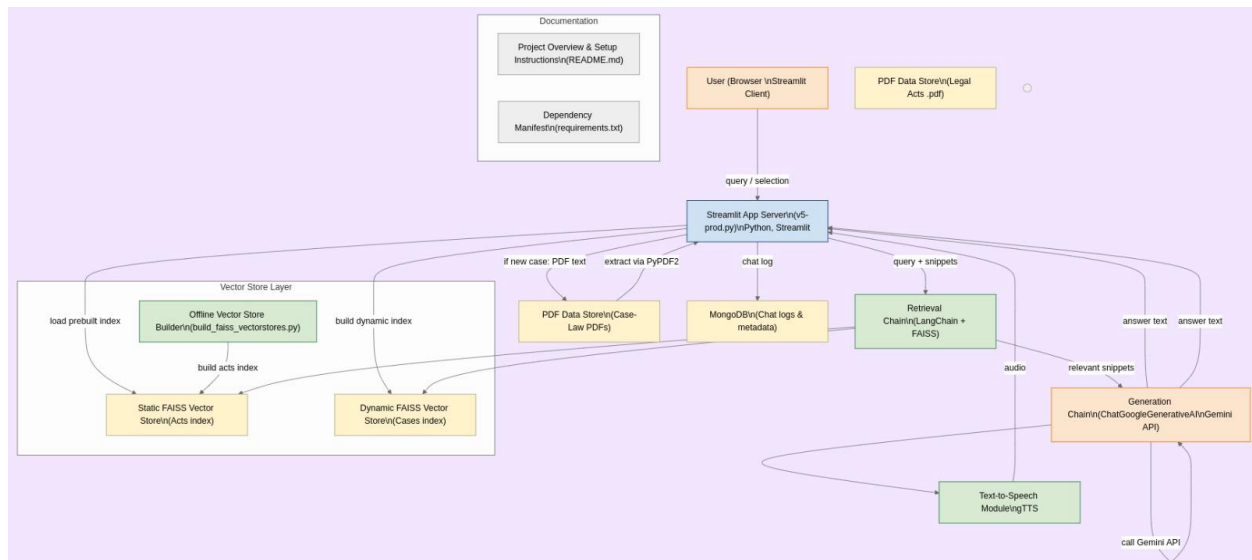 Documentation
Project Overview & Setup
Instructions\n(README.md)
Dependency
Manifest\n(requirements.txt)
User (Browser \nStreamlit
Client)
PDF Data Store\n(Legal
Acts .pdf)
query / selection
Streamlit App Server\n(v5-
prod.py)\nPython, Streamlit
if new case: PDF text
extract via PyPDF2
chat log
query + snippets
Vector Store Layer
Offline Vector Store
Builder\n(build_faiss_vectorstores.py)
load prebuilt index
build dynamic index
PDF Data Store\n(Case-
Law PDFs)
MongoDB\n(Chat logs &
metadata)
Retrieval
Chain\n(LangChain +
FAISS)
answer text
answer text
build acts index
audio
relevant snippets
Static FAISS Vector
Store\n(Acts index)
Dynamic FAISS Vector
Store\n(Cases index)
Generation
Chain\n(ChatGoogleGenerativeAI\nGemini
API)
Text-to-Speech
Module\ngTTS
call Gemini API